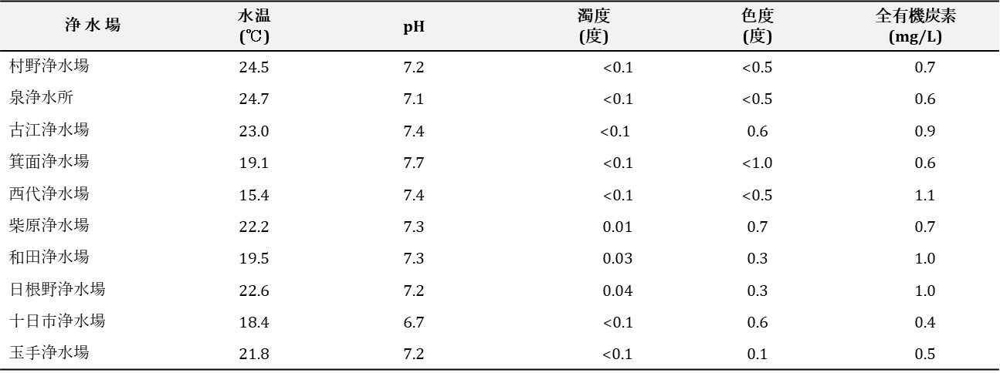 浄 水 場 水温 (℃) pH 濁度 (度) 色度 (度) 全有機炭素 (mg/L)
村野浄水場 24.5 7.2 <0.1 <0.5 0.7
泉浄水所 24.7 7.1 <0.1 <0.5 0.6
古江浄水場 23.0 7.4 <0.1 0.6 0.9
箕面浄水場 19.1 7.7 <0.1 <1.0 0.6
西代浄水場 15.4 7.4 <0.1 <0.5 1.1
柴原浄水場 22.2 7.3 0.01 0.7 0.7
和田浄水場 19.5 7.3 0.03 0.3 1.0
日根野浄水場 22.6 7.2 0.04 0.3 1.0
十日市浄水場 18.4 6.7 <0.1 0.6 0.4
玉手浄水場 21.8 7.2 <0.1 0.1 0.5